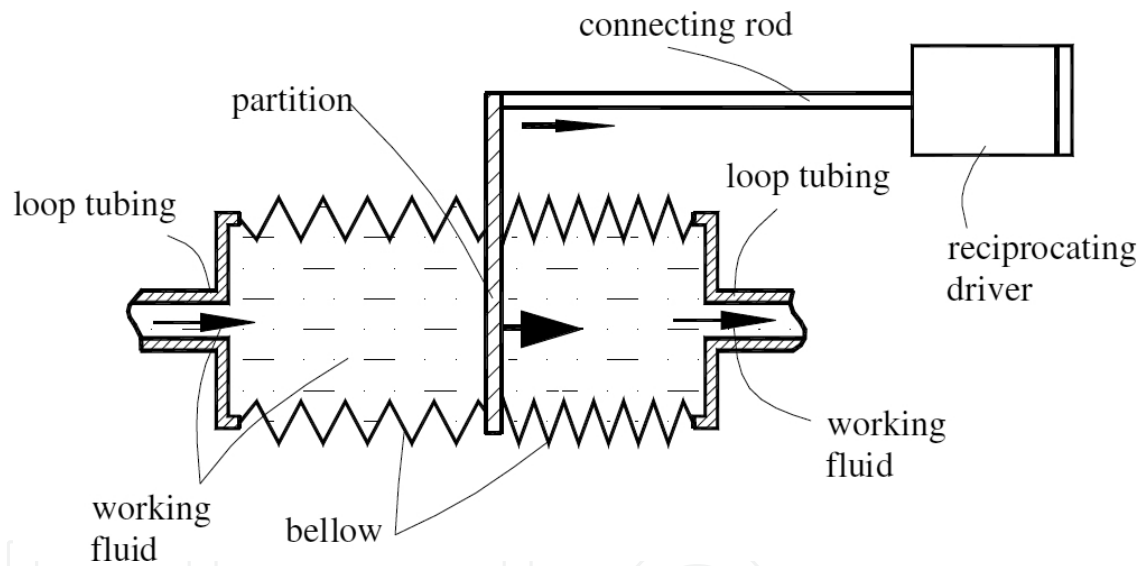 connecting rod
partition
loop tubing
loop tubing
reciprocating
driver
working
fluid
working
fluid
bellow